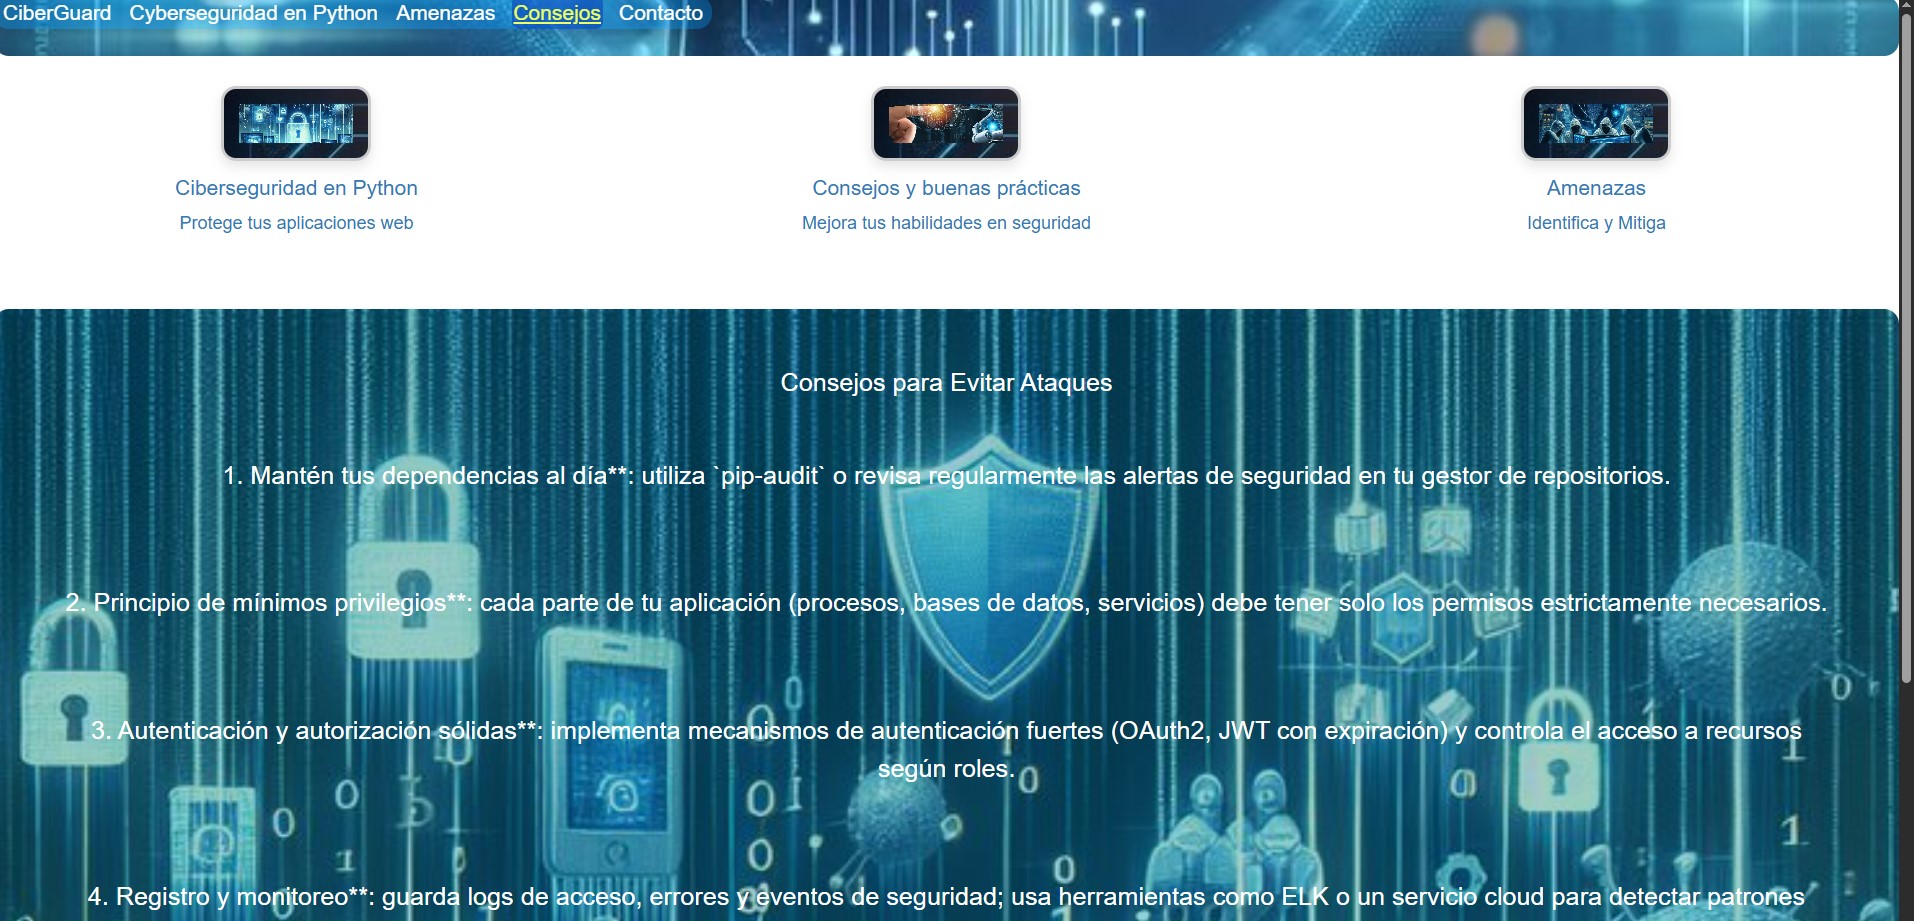 CiberGuard Cyberseguridad en Python Amenazas Consejos Contacto
Ciberseguridad en Python
Protege tus aplicaciones web
Consejos y buenas prácticas
Mejora tus habilidades en seguridad
Amenazas
Identifica y Mitiga
Consejos para Evitar Ataques
1. Mantén tus dependencias al día**: utiliza `pip-audit` o revisa regularmente las alertas de seguridad en tu gestor de repositorios.
2. Principio de mínimos privilegios**: cada parte de tu aplicación (procesos, bases de datos, servicios) debe tener solo los permisos estrictamente necesarios.
3. Autenticación y autorización sólidas**: implementa mecanismos de autenticación fuertes (OAuth2, JWT con expiración) y controla el acceso a recursos
según roles.
4. Registro y monitoreo**: guarda logs de acceso, errores y eventos de seguridad; usa herramientas como ELK o un servicio cloud para detectar patrones